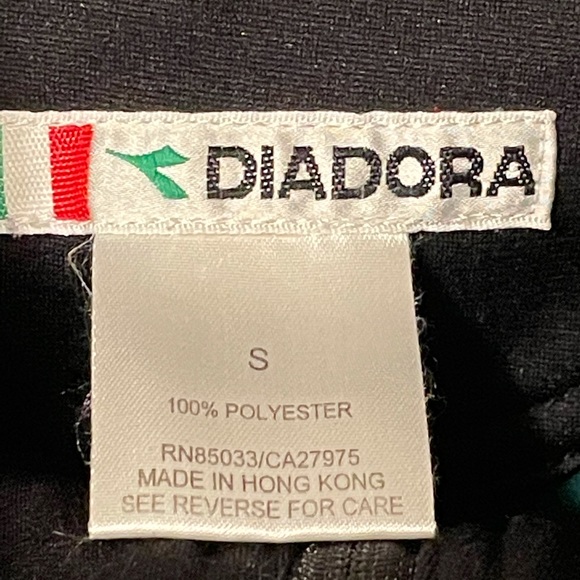 DIADORA
S
100% POLYESTER
RN85033/CA27975
MADE IN HONG KONG
SEE REVERSE FOR CARE